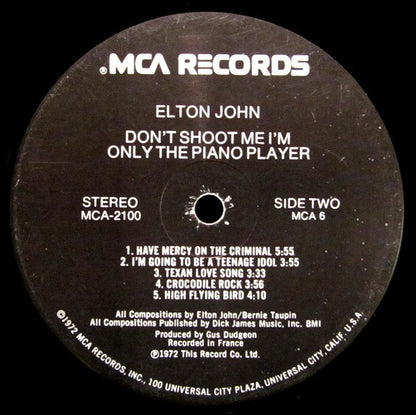 ®MCA RECORDS
ELTON JOHN
DON'T SHOOT ME I'M
ONLY THE PIANO PLAYER
STEREO
MCA-2100
SIDE TWO
MCA 6
1. HAVE MERCY ON THE CRIMINAL 5:55
2. I'M GOING TO BE A TEENAGE IDOL 3:55
3. TEXAN LOVE SONG 3:33
4. CROCODILE ROCK 3:56
5. HIGH FLYING BIRD 4:10
All Compositions by Elton John/Bernie Taupin
All Compositions Published by Dick James Music, Inc. BMI
Produced by Gus Dudgeon
Recorded in France
℗1972 This Record Co. Ltd.
©1972 MCA RECORDS, INC., 100 UNIVERSAL CITY PLAZA, UNIVERSAL CITY, CALIF. U.S.A.